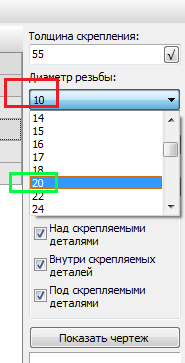 Толщина скрепления:
55
Диаметр резьбы:
10
14
15
16
17
18
20
22
24
Над скрепляемыми
деталями
Внутри скрепляемых
деталей
Под скрепляемыми
деталями
Показать чертеж